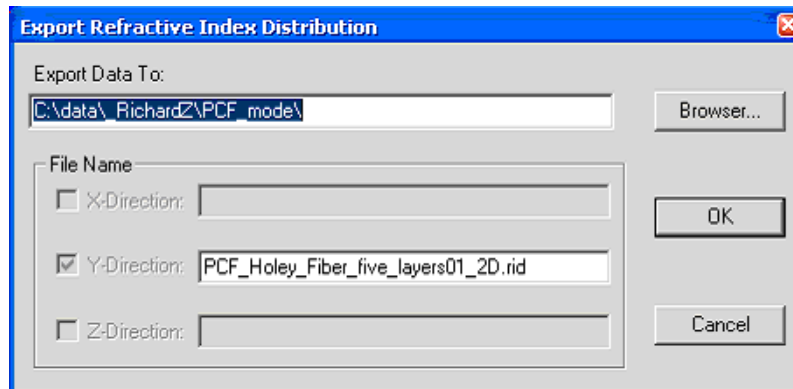 Export Refractive Index Distribution
Export Data To:
C:\data\_RichardZ\PCF_mode\
Browser...
File Name
X-Direction:
OK
Y-Direction:
PCF_Holey_Fiber_five_layers01_2D.rid
Z-Direction:
Cancel